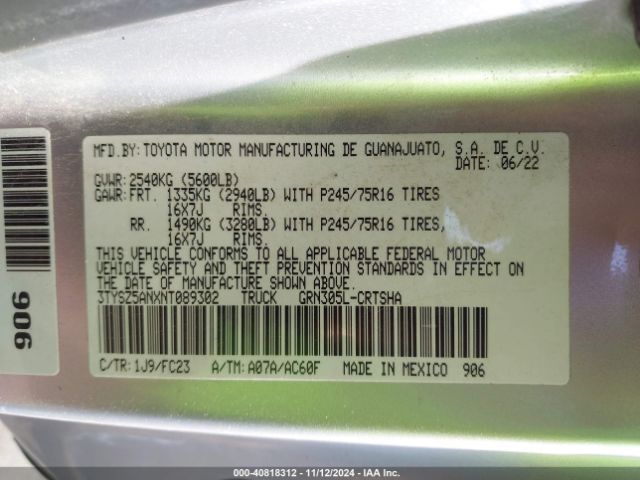 MFD.BY:TOYOTA MOTOR MANUFACTURING DE GUANAJUATO, S.A. DE C.V.
DATE: 06/22
GVWR:2540KG (5600LB)
GAWR:FRT. 1335KG (2940LB) WITH P245/75R16 TIRES
16X7J RIMS,
RR. 1490KG (3280LB) WITH P245/75R16 TIRES,
16X7J RIMS.
THIS VEHICLE CONFORMS TO ALL APPLICABLE FEDERAL MOTOR
VEHICLE SAFETY AND THEFT PREVENTION STANDARDS IN EFFECT ON
THE DATE OF MANUFACTURE SHOWN ABOVE.
3TYSZ5ANXNT089302 TRUCK GRN305L-CRTSHA
C/TR:1J9/FC23 A/TM:A07A/AC60F MADE IN MEXICO 906
906
000-40818312 - 11/12/2024 - IAA Inc.